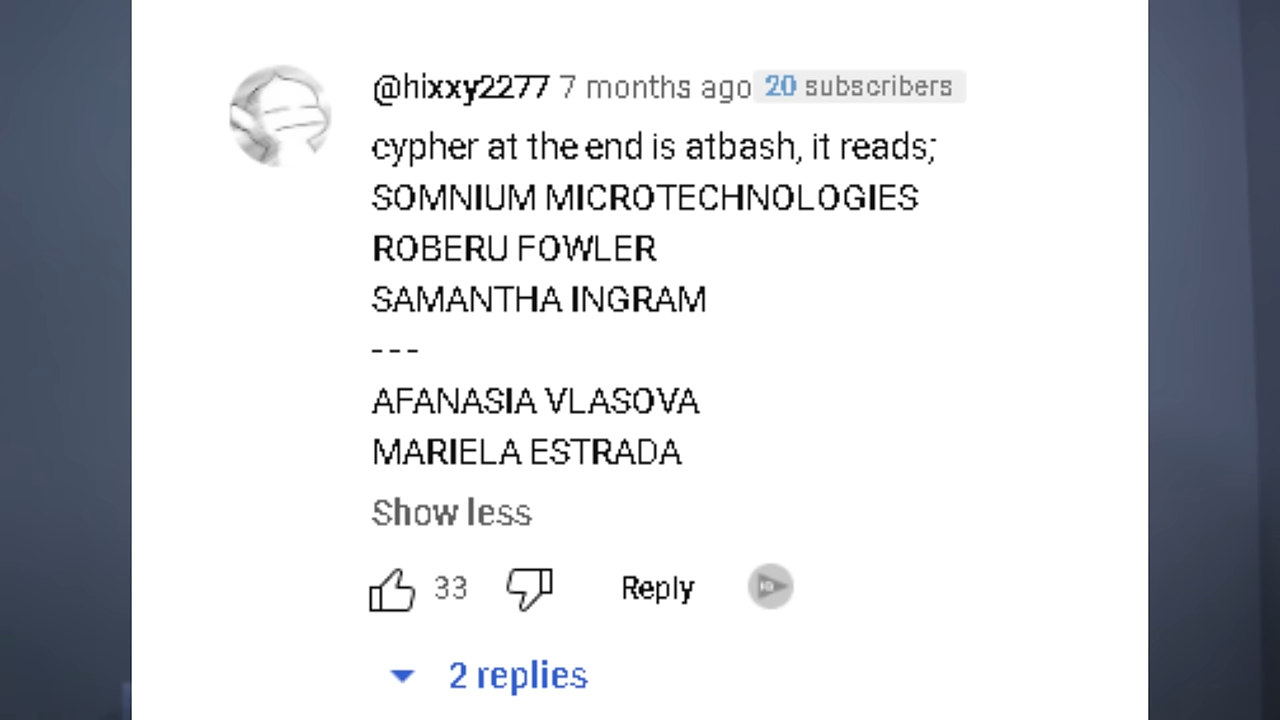 @hixxy2277 7 months ago 20 subscribers
cypher at the end is atbash, it reads;
SOMNIUM MICROTECHNOLOGIES
ROBERU FOWLER
SAMANTHA INGRAM
---
AFANASIA VLASOVA
MARIELA ESTRADA
Show less
33 Reply
2 replies